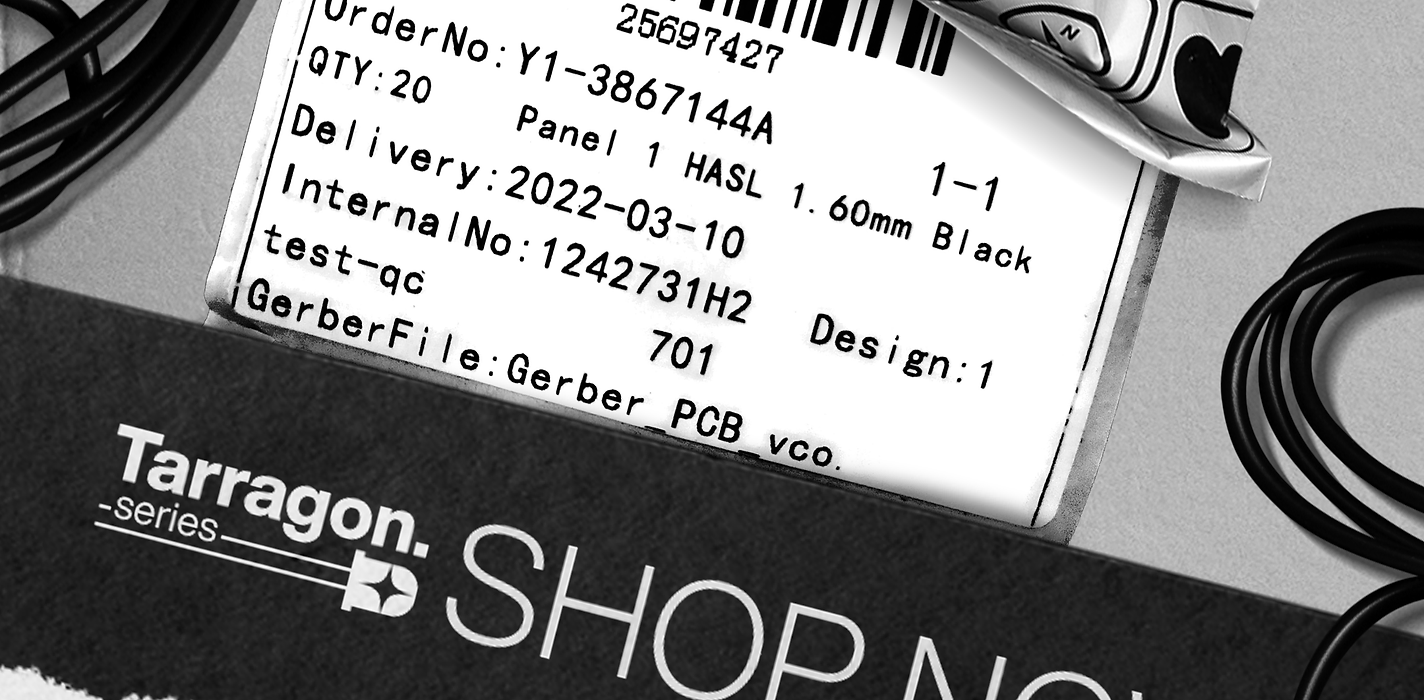 25697427
OrderNo:Y1-3867144A
QTY:20 Panel 1 HASL 1.60mm Black
1-1
Delivery:2022-03-10
InternalNo:1242731H2 Design:1
test-qc 701
GerberFile:Gerber_PCB_vco.
N
Tarragon.
-series
SHOP